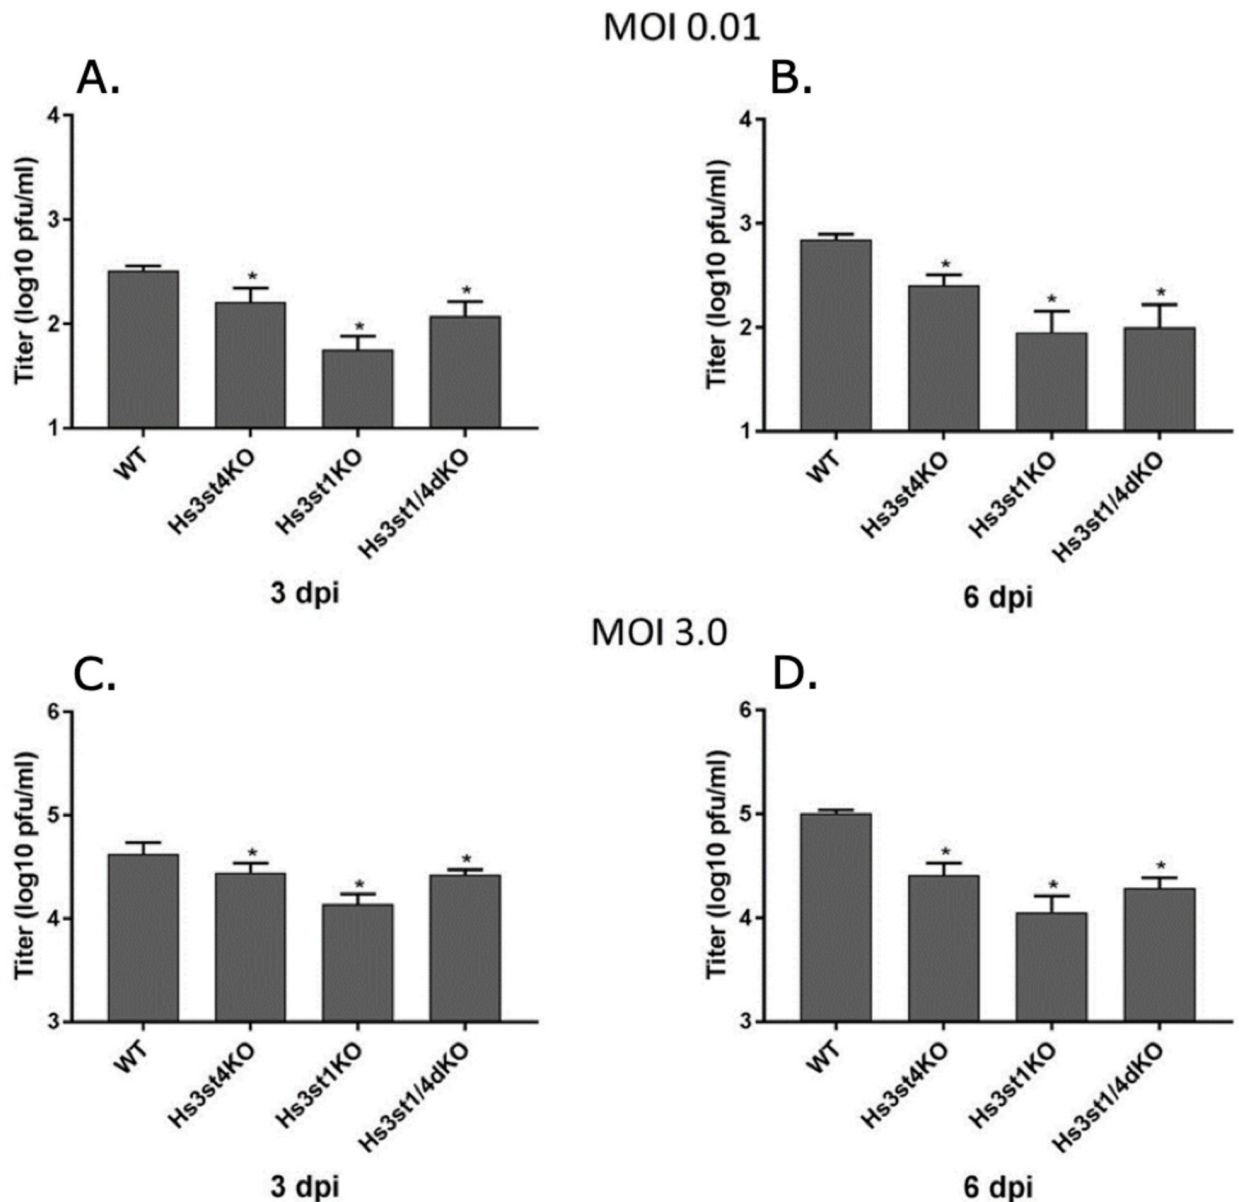 MOI 0.01
A.
Titer (log10 pfu/ml)
4
3
2
1
*
*
*
WT
Hs3st4KO
Hs3st1KO
Hs3st1/4dKO
3 dpi
B.
Titer (log10 pfu/ml)
4
3
2
1
*
*
*
WT
Hs3st4KO
Hs3st1KO
Hs3st1/4dKO
6 dpi
MOI 3.0
C.
Titer (log10 pfu/ml)
6
5
4
3
*
*
*
WT
Hs3st4KO
Hs3st1KO
Hs3st1/4dKO
3 dpi
D.
Titer (log10 pfu/ml)
6
5
4
3
*
*
*
WT
Hs3st4KO
Hs3st1KO
Hs3st1/4dKO
6 dpi